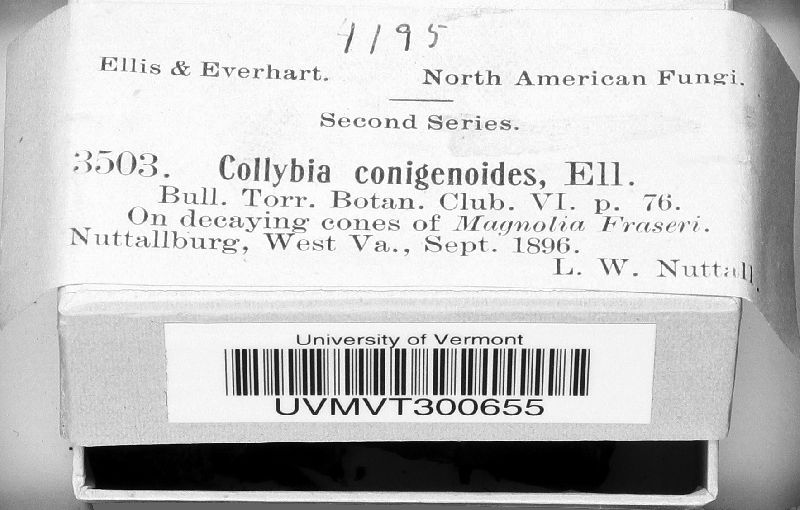 4195
Ellis & Everhart. North American Fungi.
Second Series.
3503. Collybia conigenoides, Ell.
Bull. Torr. Botan. Club. VI. p. 76.
On decaying cones of Magnolia Fraseri.
Nuttallburg, West Va., Sept. 1896.
L. W. Nuttall.
University of Vermont
UVMVT300655